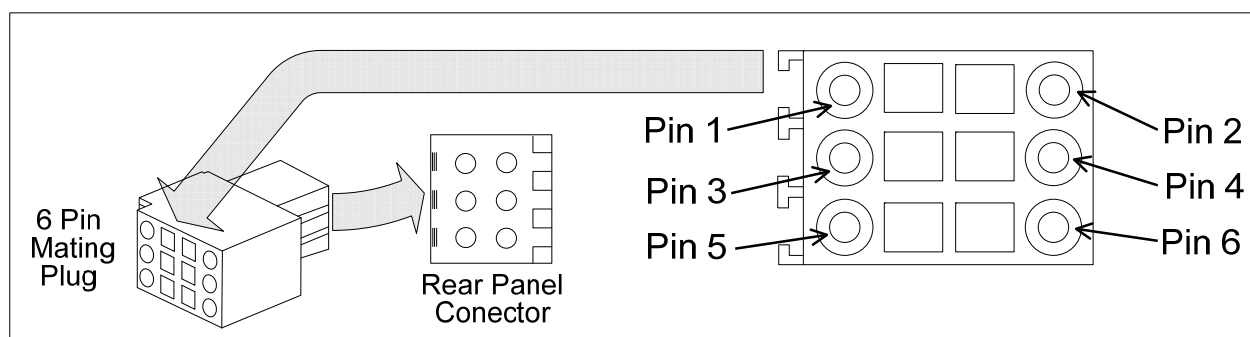 6 Pin
Mating
Plug
Rear Panel
Conector
Pin 1
Pin 2
Pin 3
Pin 4
Pin 5
Pin 6